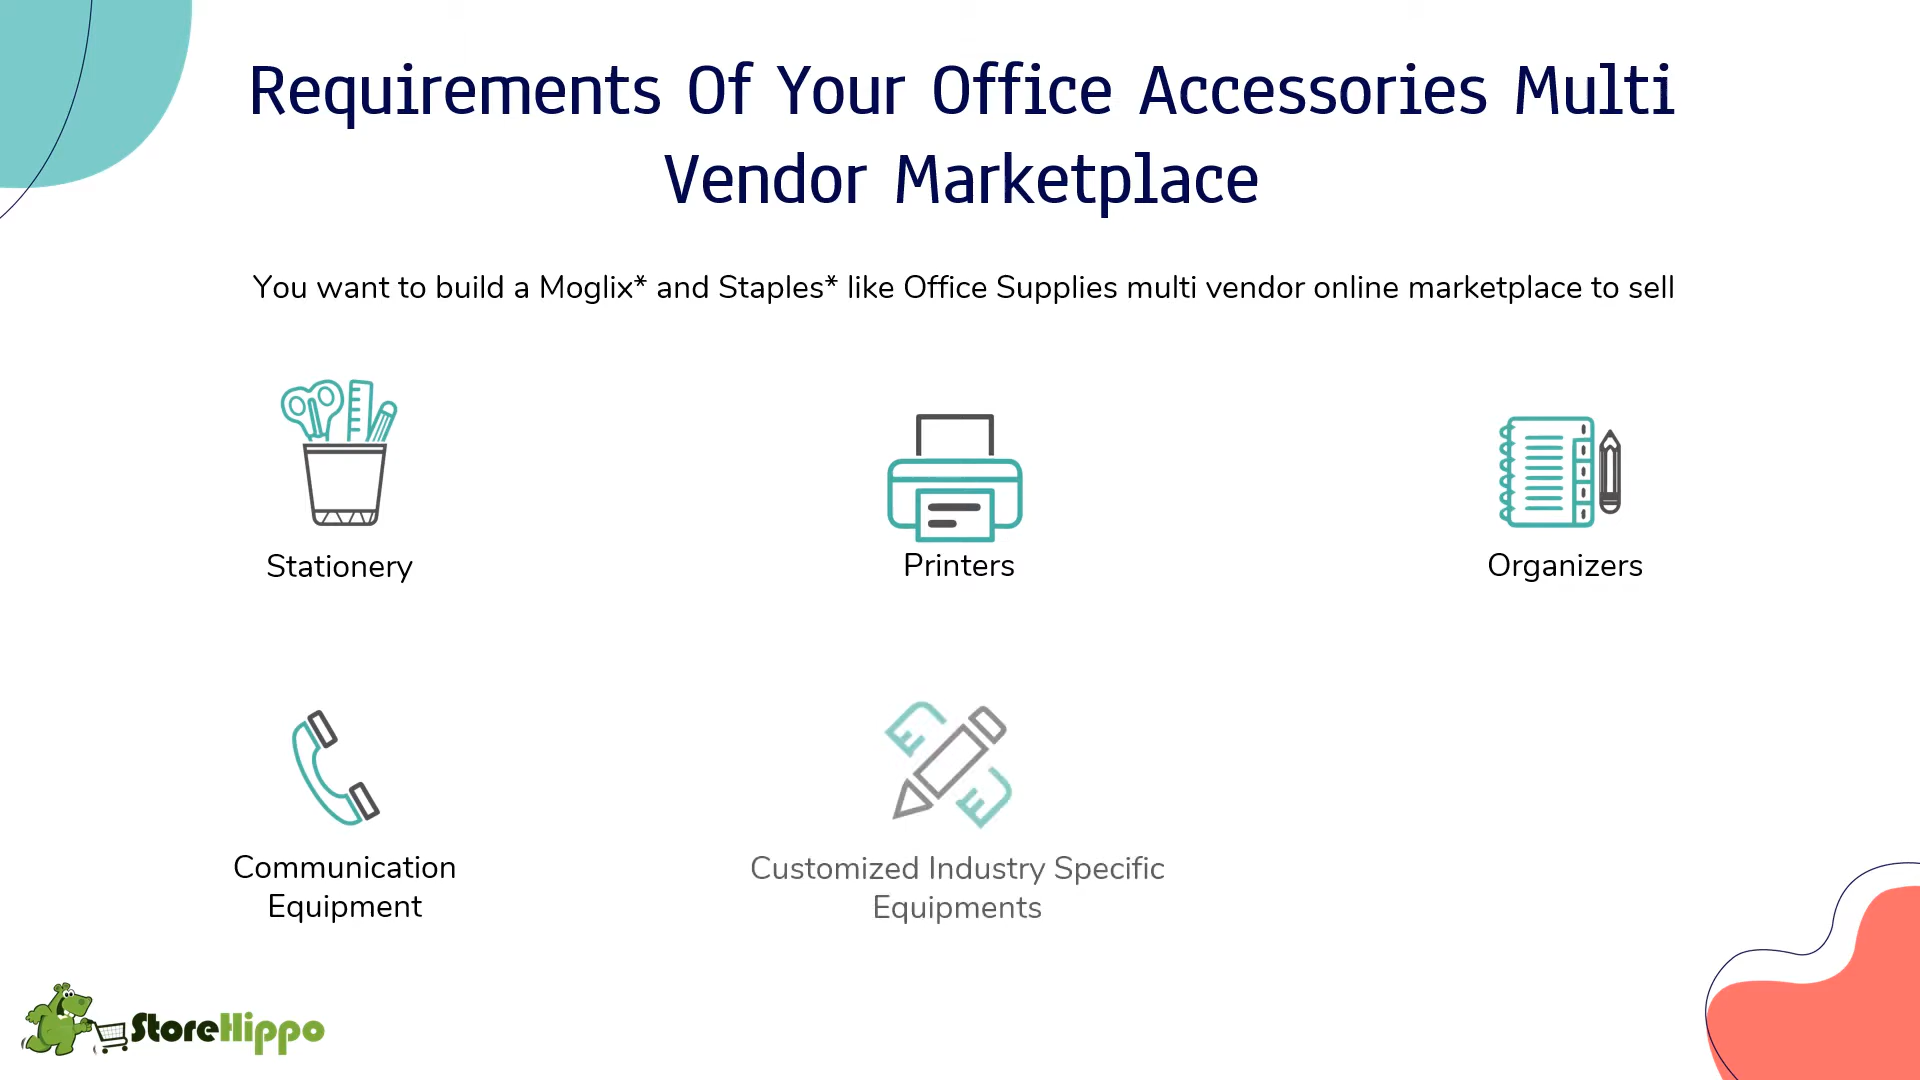 Requirements Of Your Office Accessories Multi
Vendor Marketplace
You want to build a Moglix* and Staples* like Office Supplies multi vendor online marketplace to sell
Stationery
Printers
Organizers
Communication
Equipment
Customized Industry Specific
Equipments
StoreHippo